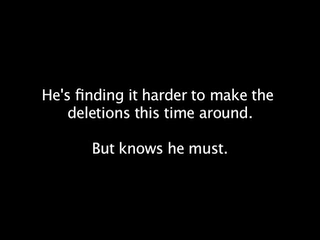 He's finding it harder to make the
deletions this time around.
But knows he must.